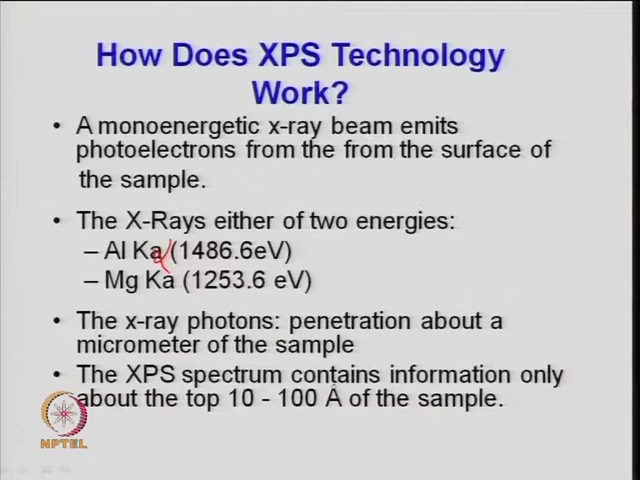 How Does XPS Technology
Work?
• A monoenergetic x-ray beam emits
photoelectrons from the from the surface of
the sample.
• The X-Rays either of two energies:
– Al Ka (1486.6eV)
– Mg Ka (1253.6 eV)
• The x-ray photons: penetration about a
micrometer of the sample
• The XPS spectrum contains information only
about the top 10 - 100 Å of the sample.
NPTEL